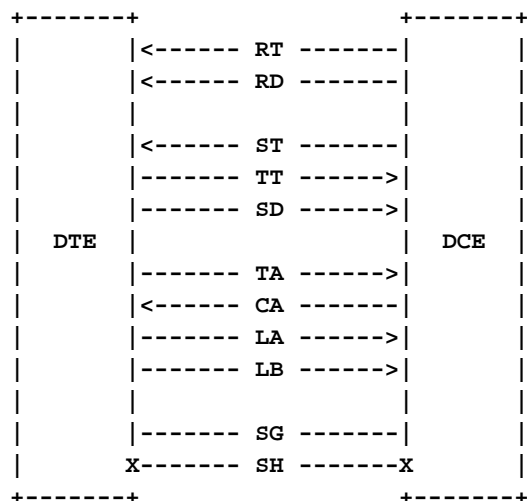 +-------+                 +-------+
|       |<------ RT -------|       |
|       |<------ RD -------|       |
|       |                 |       |
|       |<------ ST -------|       |
|       |------- TT ------>|       |
|       |------- SD ------>|       |
|  DTE  |                 |  DCE  |
|       |------- TA ------>|       |
|       |<------ CA -------|       |
|       |------- LA ------>|       |
|       |------- LB ------>|       |
|       |                 |       |
|       |------- SG -------|       |
|       X------- SH -------X       |
+-------+                 +-------+